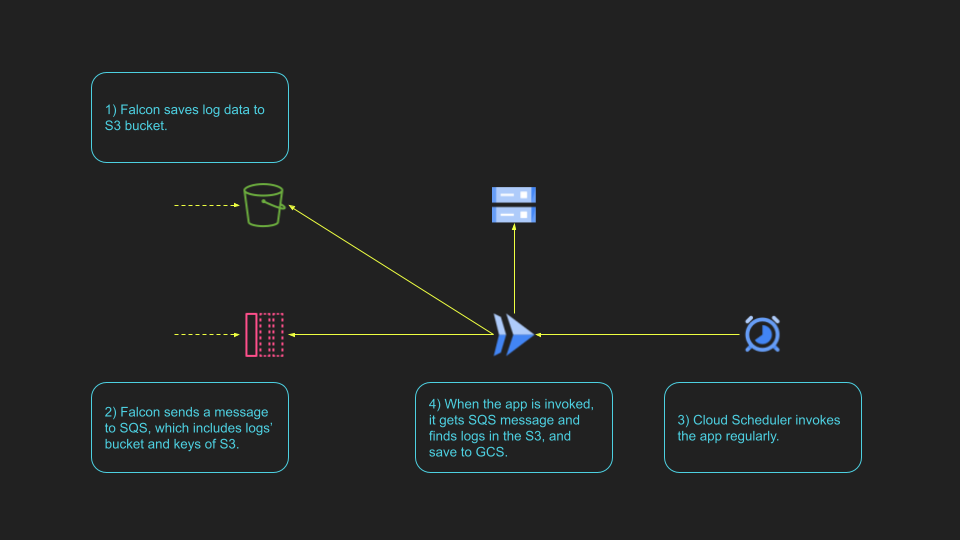 1) Falcon saves log data to
S3 bucket.
2) Falcon sends a message
to SQS, which includes logs’
bucket and keys of S3.
4) When the app is invoked,
it gets SQS message and
finds logs in the S3, and
save to GCS.
3) Cloud Scheduler invokes
the app regularly.